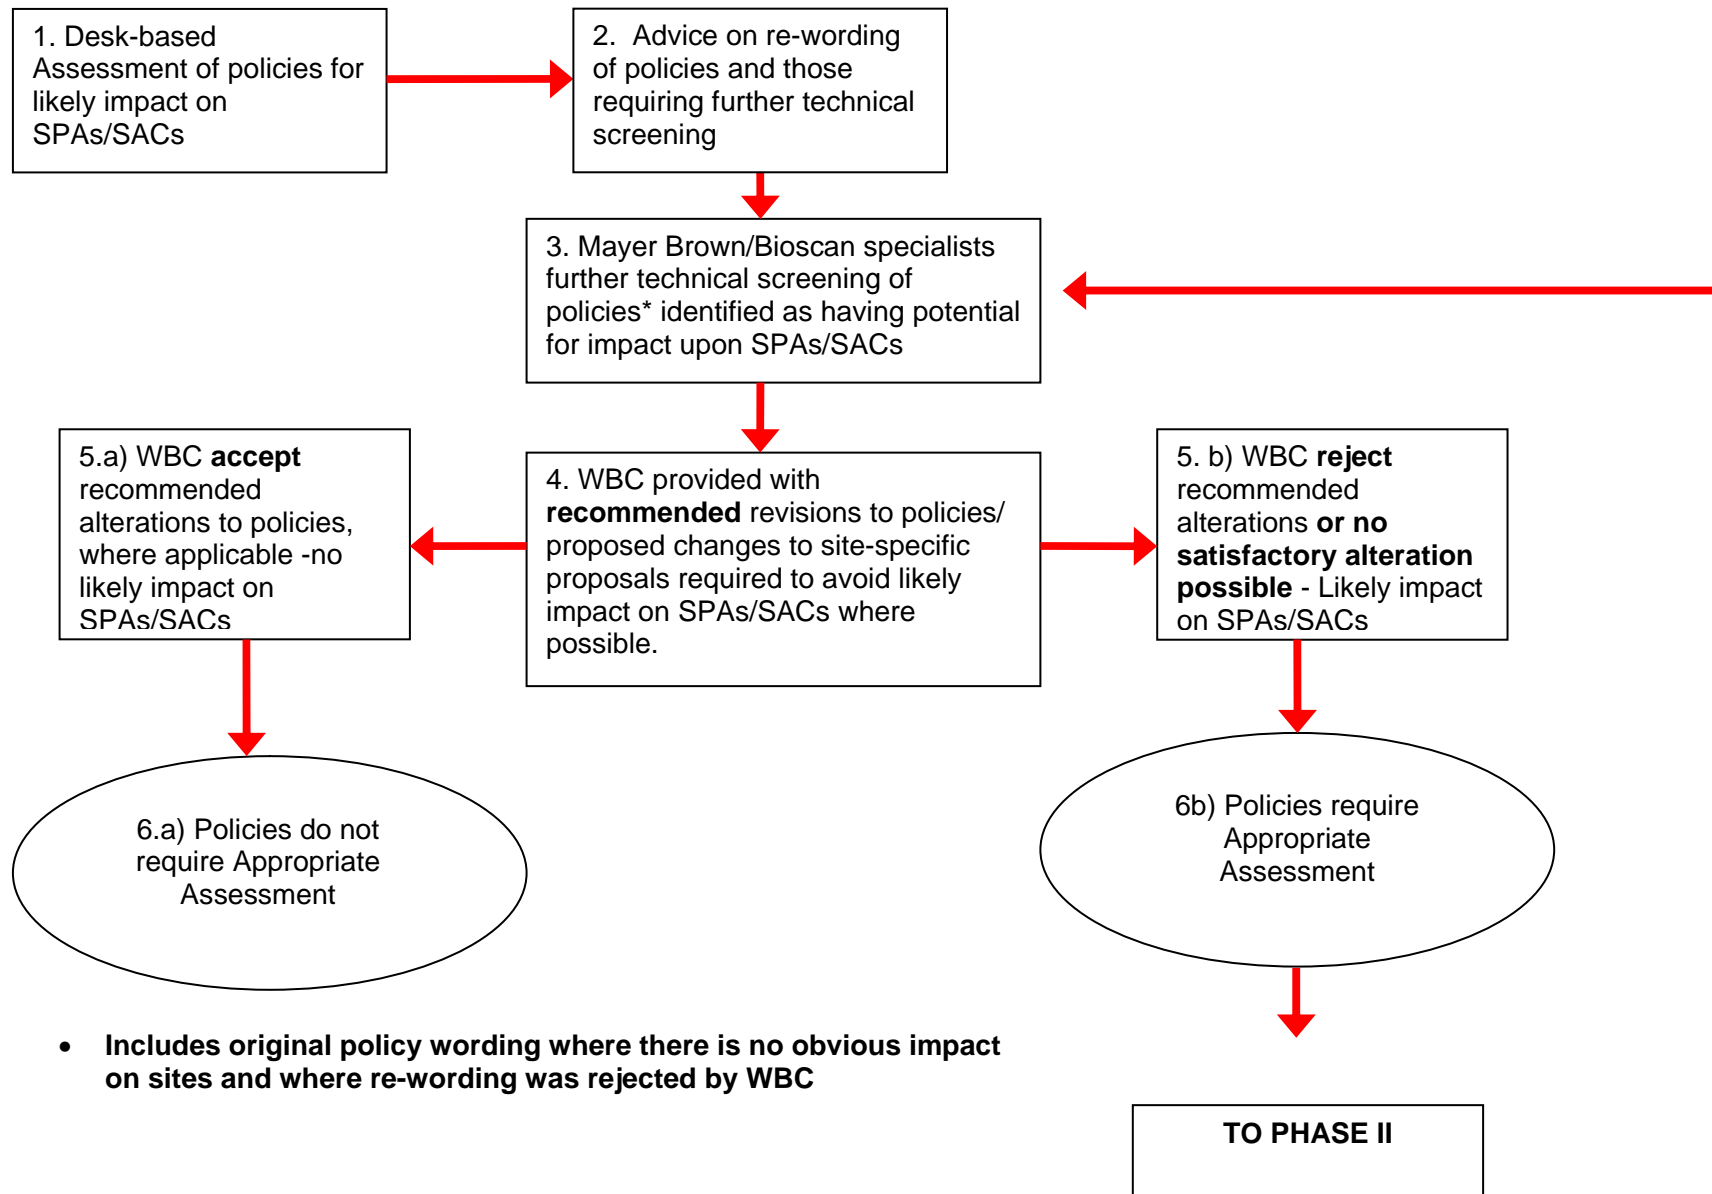 1. Desk-based
Assessment of policies for
likely impact on
SPAs/SACs
2.  Advice on re-wording
of policies and those
requiring further technical
screening
3. Mayer Brown/Bioscan specialists
further technical screening of
policies* identified as having potential
for impact upon SPAs/SACs
5.a) WBC accept
recommended
alterations to policies,
where applicable -no
likely impact on
SPAs/SACs
4. WBC provided with
recommended revisions to policies/
proposed changes to site-specific
proposals required to avoid likely
impact on SPAs/SACs where
possible.
5. b) WBC reject
recommended
alterations or no
satisfactory alteration
possible - Likely impact
on SPAs/SACs
6.a) Policies do not
require Appropriate
Assessment
6b) Policies require
Appropriate
Assessment
• Includes original policy wording where there is no obvious impact
on sites and where re-wording was rejected by WBC
TO PHASE II